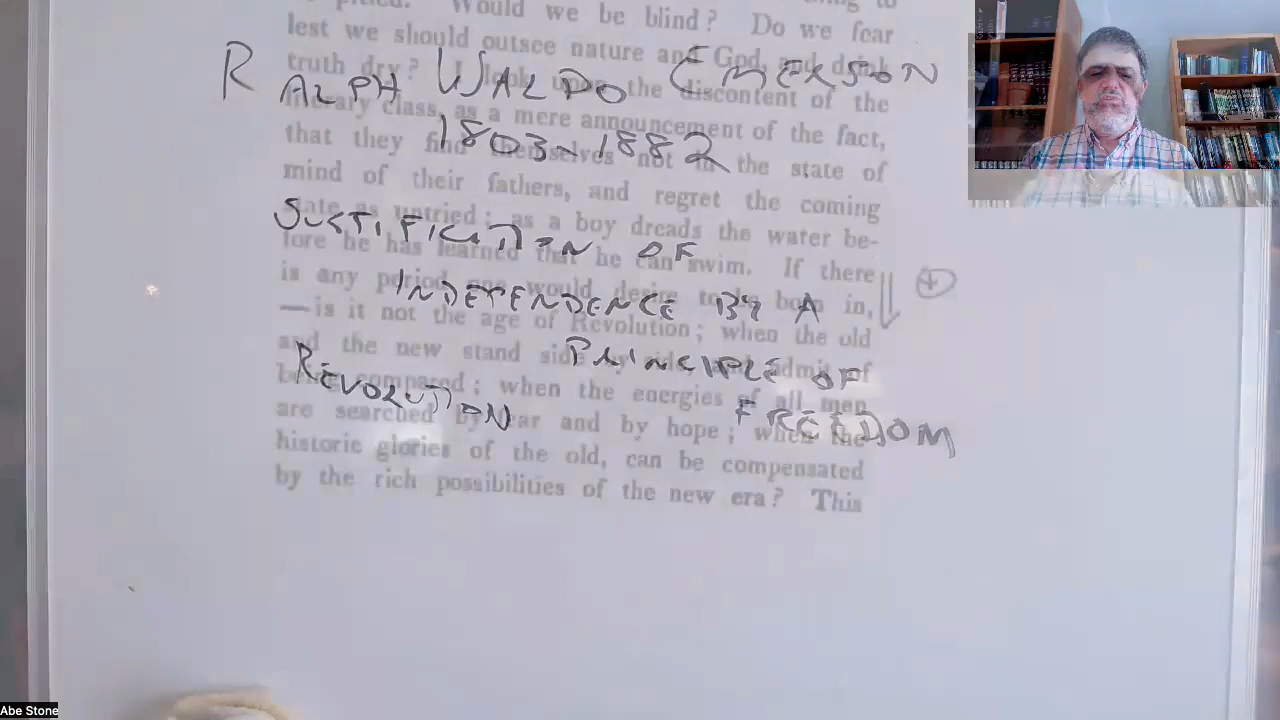 Would we be blind? Do we fear
lest we should outsee nature and God, and drink
truth dry? I look upon the discontent of the
literary class, as a mere announcement of the fact,
that they find themselves not in the state of
mind of their fathers, and regret the coming
state as untried; as a boy dreads the water be-
fore he has learned that he can swim. If there
is any period one would desire to be born in,
—is it not the age of Revolution; when the old
and the new stand side by side, and admit of
being compared; when the energies of all men
are searched by fear and by hope; when the
historic glories of the old, can be compensated
by the rich possibilities of the new era? This
RALPH WALDO EMERSON
1803-1882
JUSTIFICATION OF
INDEPENDENCE BY A
PRINCIPLE OF
REVOLUTION
FREEDOM
Abe Stone